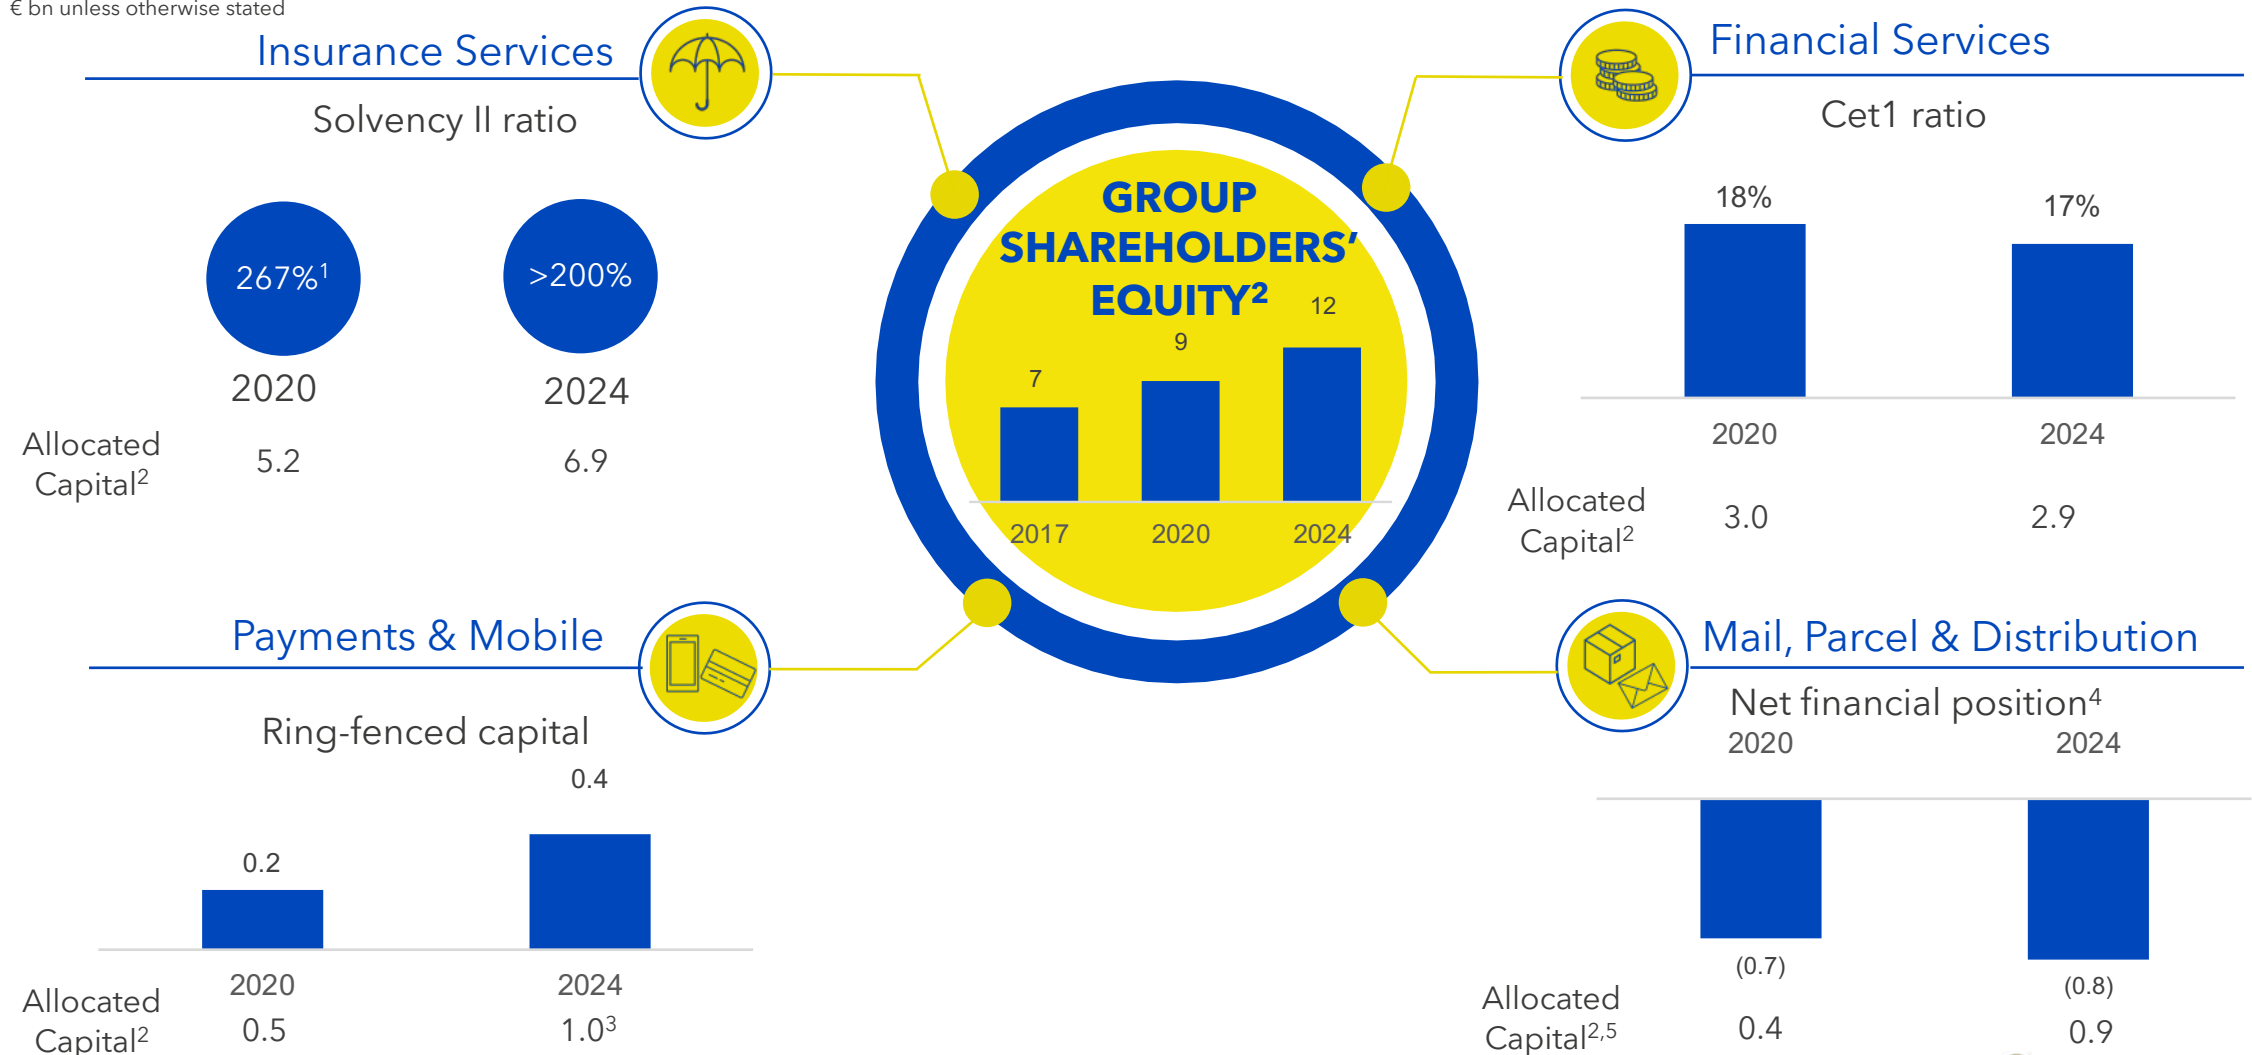 € bn unless otherwise stated
Insurance Services
Solvency II ratio
267%¹
>200%
2020
2024
Allocated
Capital²
5.2
6.9
Financial Services
Cet1 ratio
18%
17%
2020
2024
Allocated
Capital²
3.0
2.9
GROUP
SHAREHOLDERS’
EQUITY²
7
9
12
2017
2020
2024
Payments & Mobile
Ring-fenced capital
0.2
0.4
2020
2024
Allocated
Capital²
0.5
1.0³
Mail, Parcel & Distribution
Net financial position⁴
2020
2024
(0.7)
(0.8)
Allocated
Capital²,⁵
0.4
0.9